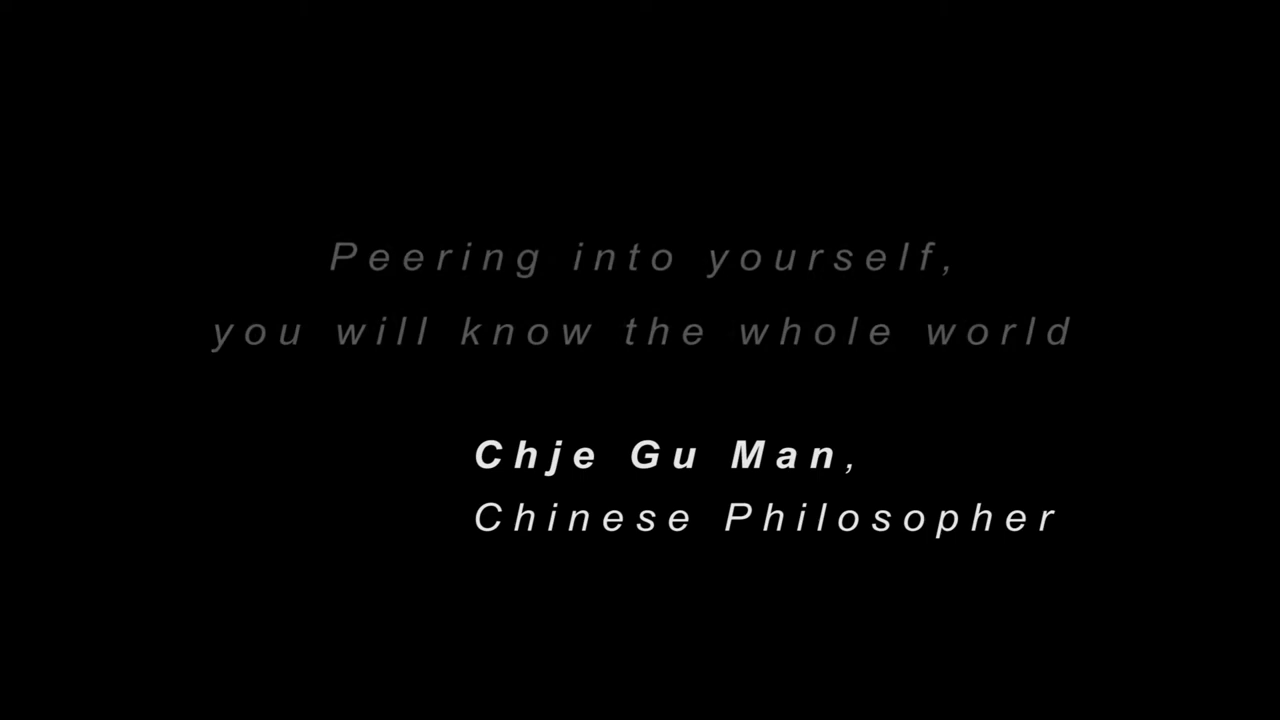 Peering into yourself,
you will know the whole world
Chje Gu Man,
Chinese Philosopher